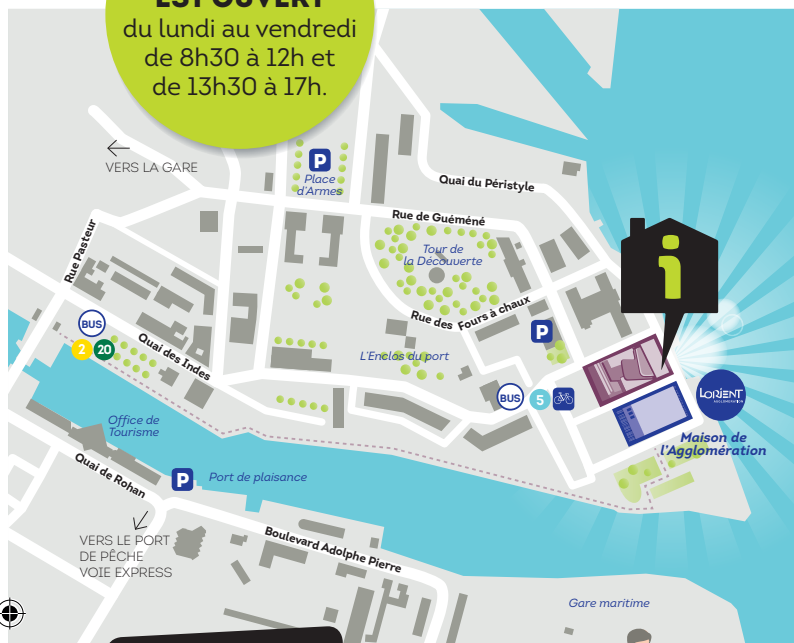 EST OUVERT
du lundi au vendredi
de 8h30 à 12h et
de 13h30 à 17h.
VERS LA GARE
P
Place
d'Armes
Quai du Péristyle
Rue de Guéméné
Tour de
la Découverte
Rue Pasteur
i
Rue des Fours à chaux
BUS
2 20
Quai des Indes
P
L'Enclos du port
BUS 5
LORIENT
AGGLOMÉRATION
Maison de
l'Agglomération
Office de
Tourisme
Quai de Rohan
P
Port de plaisance
VERS LE PORT
DE PÊCHE
VOIE EXPRESS
Boulevard Adolphe Pierre
Gare maritime